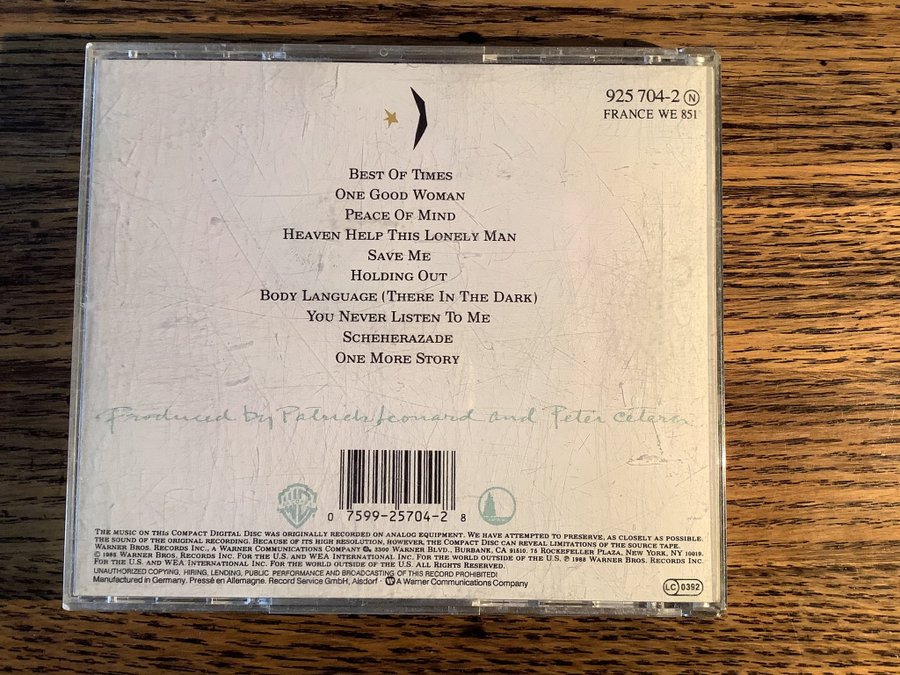 925 704-2 N
FRANCE WE 851
BEST OF TIMES
ONE GOOD WOMAN
PEACE OF MIND
HEAVEN HELP THIS LONELY MAN
SAVE ME
HOLDING OUT
BODY LANGUAGE (THERE IN THE DARK)
YOU NEVER LISTEN TO ME
SCHEHERAZADE
ONE MORE STORY
Produced by Patrick Leonard and Peter Cetera
0 7599-25704-2 8
THE MUSIC ON THIS COMPACT DIGITAL DISC WAS ORIGINALLY RECORDED ON ANALOG EQUIPMENT. WE HAVE ATTEMPTED TO PRESERVE, AS CLOSELY AS POSSIBLE,
THE SOUND OF THE ORIGINAL RECORDING. BECAUSE OF ITS HIGH RESOLUTION, HOWEVER, THE COMPACT DISC CAN REVEAL LIMITATIONS OF THE SOURCE TAPE.
WARNER BROS. RECORDS INC., A WARNER COMMUNICATIONS COMPANY, 3300 WARNER BLVD., BURBANK, CA 91510. 75 ROCKEFELLER PLAZA, NEW YORK, NY 10019.
© 1988 WARNER BROS. RECORDS INC. FOR THE U.S. AND WEA INTERNATIONAL INC. FOR THE WORLD OUTSIDE OF THE U.S. ℗ 1988 WARNER BROS. RECORDS INC.
FOR THE U.S. AND WEA INTERNATIONAL INC. FOR THE WORLD OUTSIDE OF THE U.S. ALL RIGHTS RESERVED.
UNAUTHORIZED COPYING, HIRING, LENDING, PUBLIC PERFORMANCE AND BROADCASTING OF THIS RECORD PROHIBITED!
Manufactured in Germany. Pressé en Allemagne. Record Service GmbH, Alsdorf · A Warner Communications Company
LC 0392